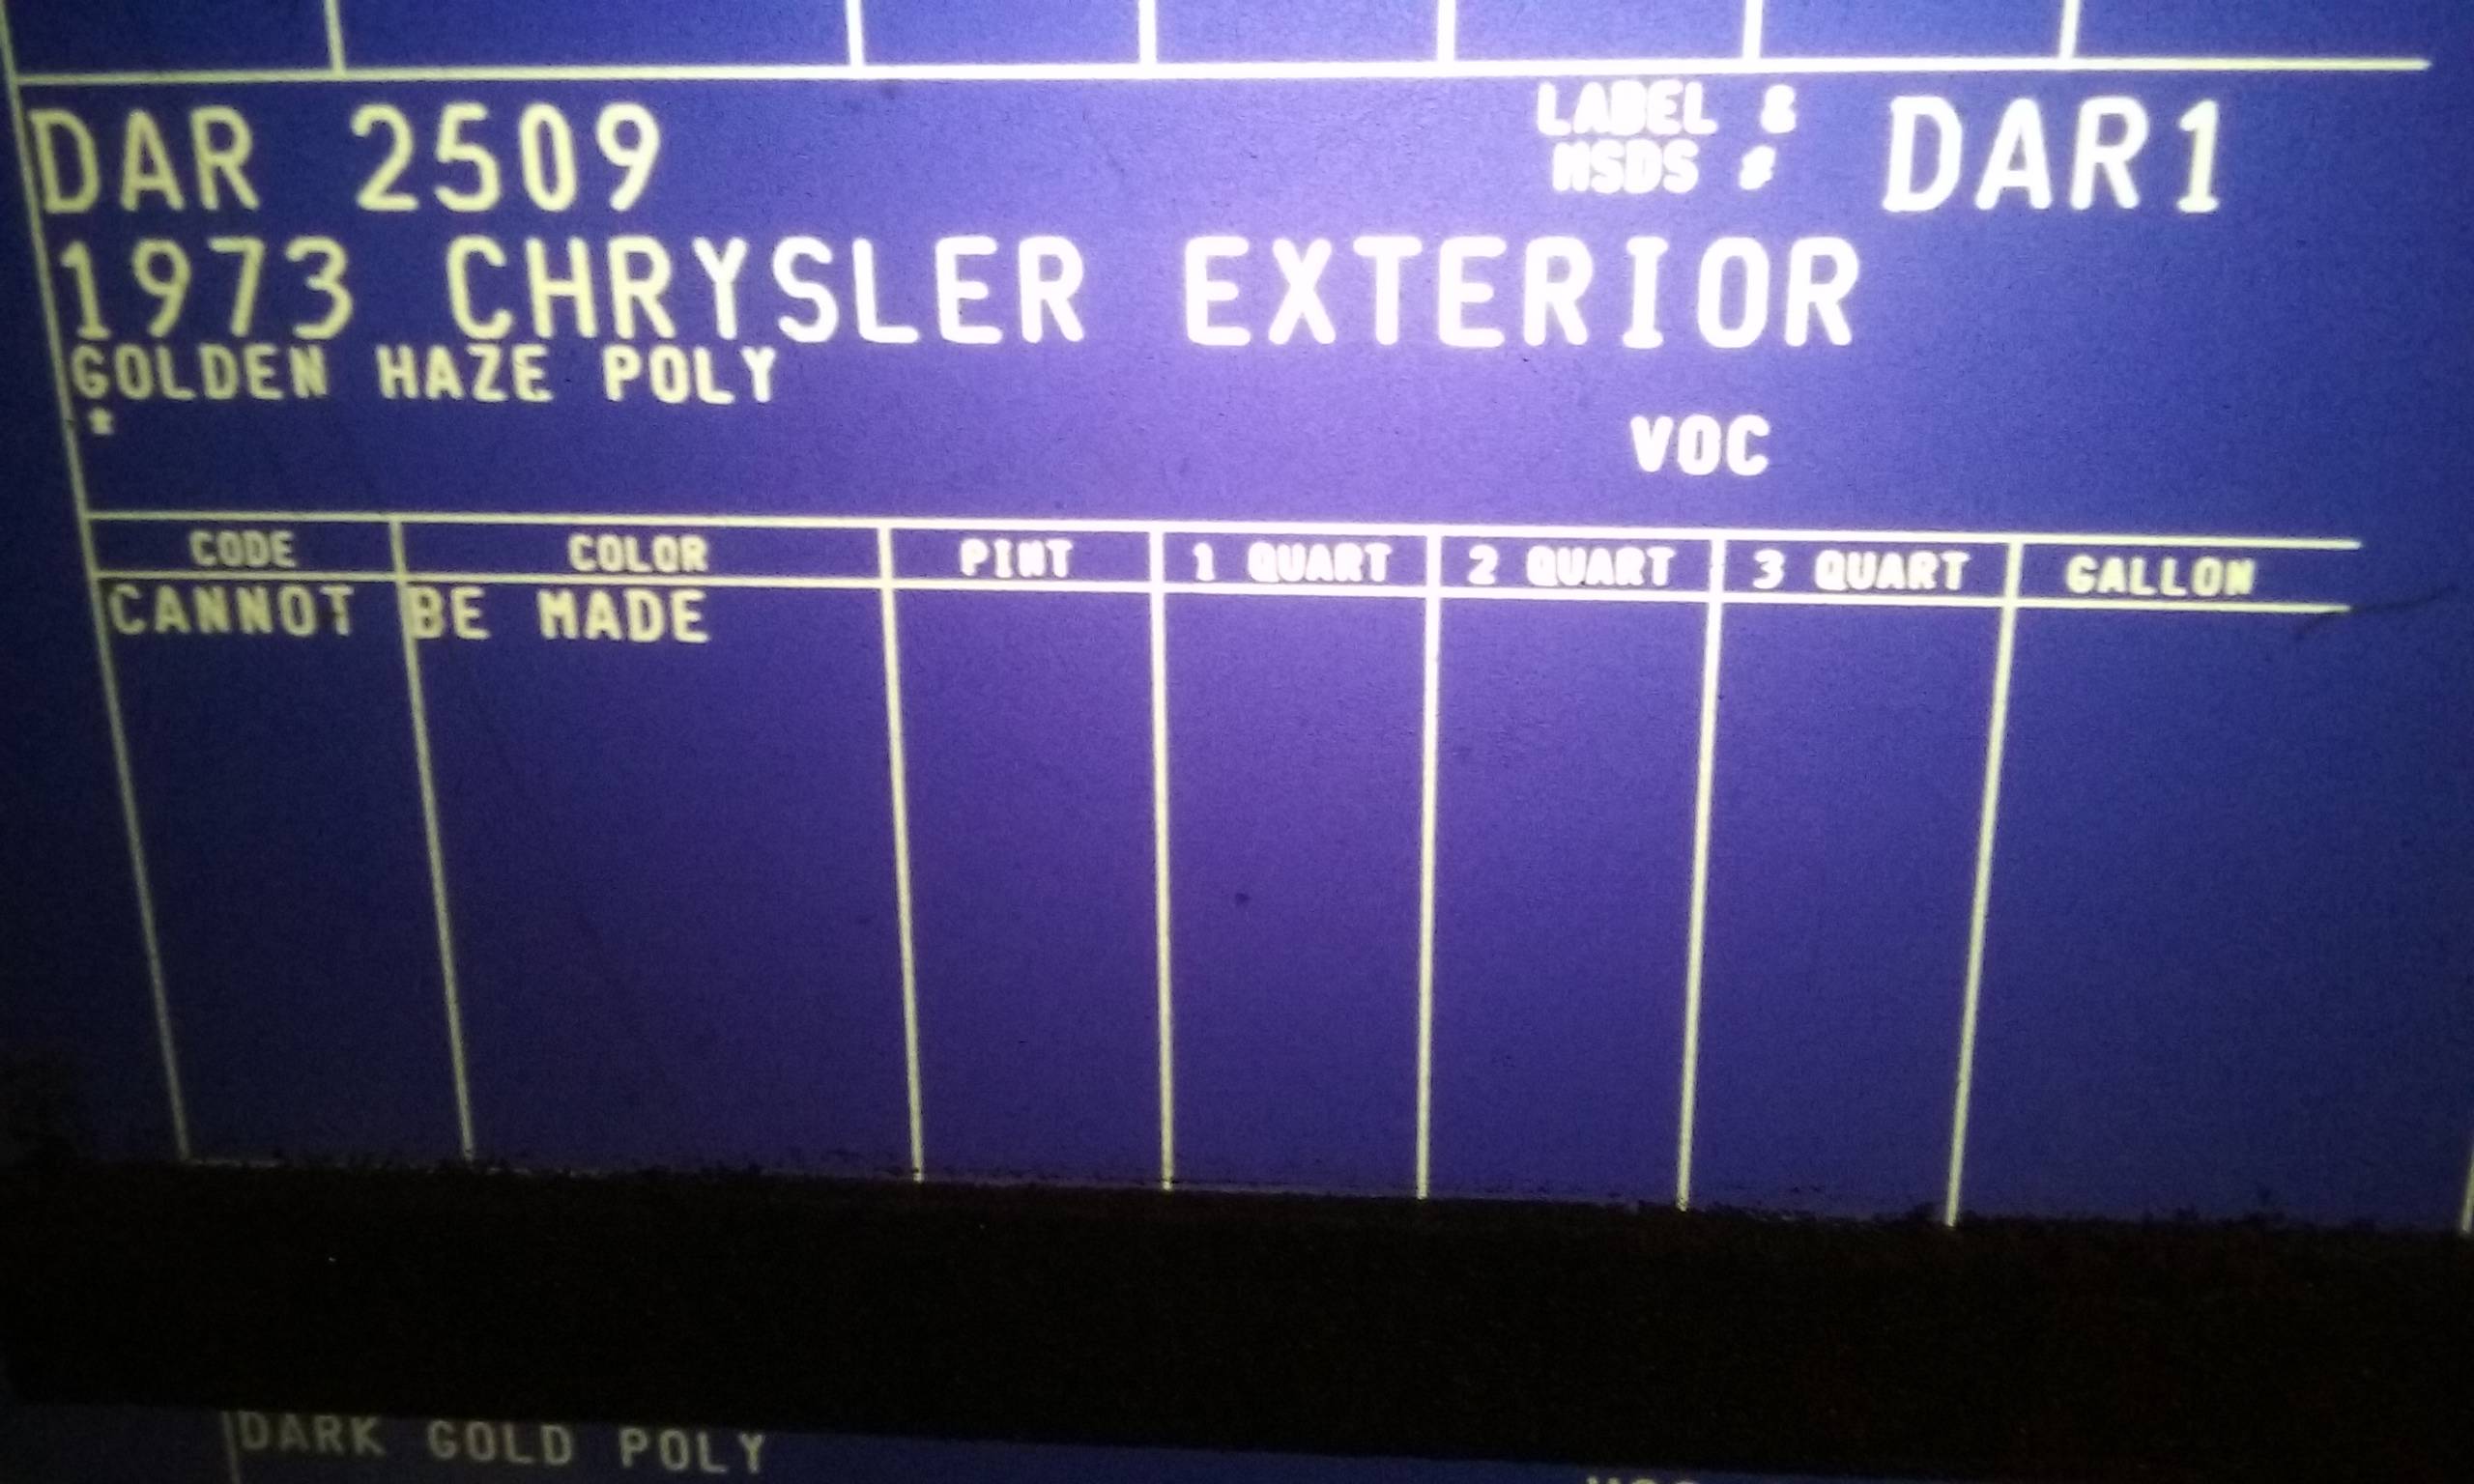 DAR 2509
LABEL &
MSDS #
DAR1
1973 CHRYSLER EXTERIOR
GOLDEN HAZE POLY
*
VOC
CODE COLOR PINT 1 QUART 2 QUART 3 QUART GALLON
CANNOT BE MADE
DARK GOLD POLY